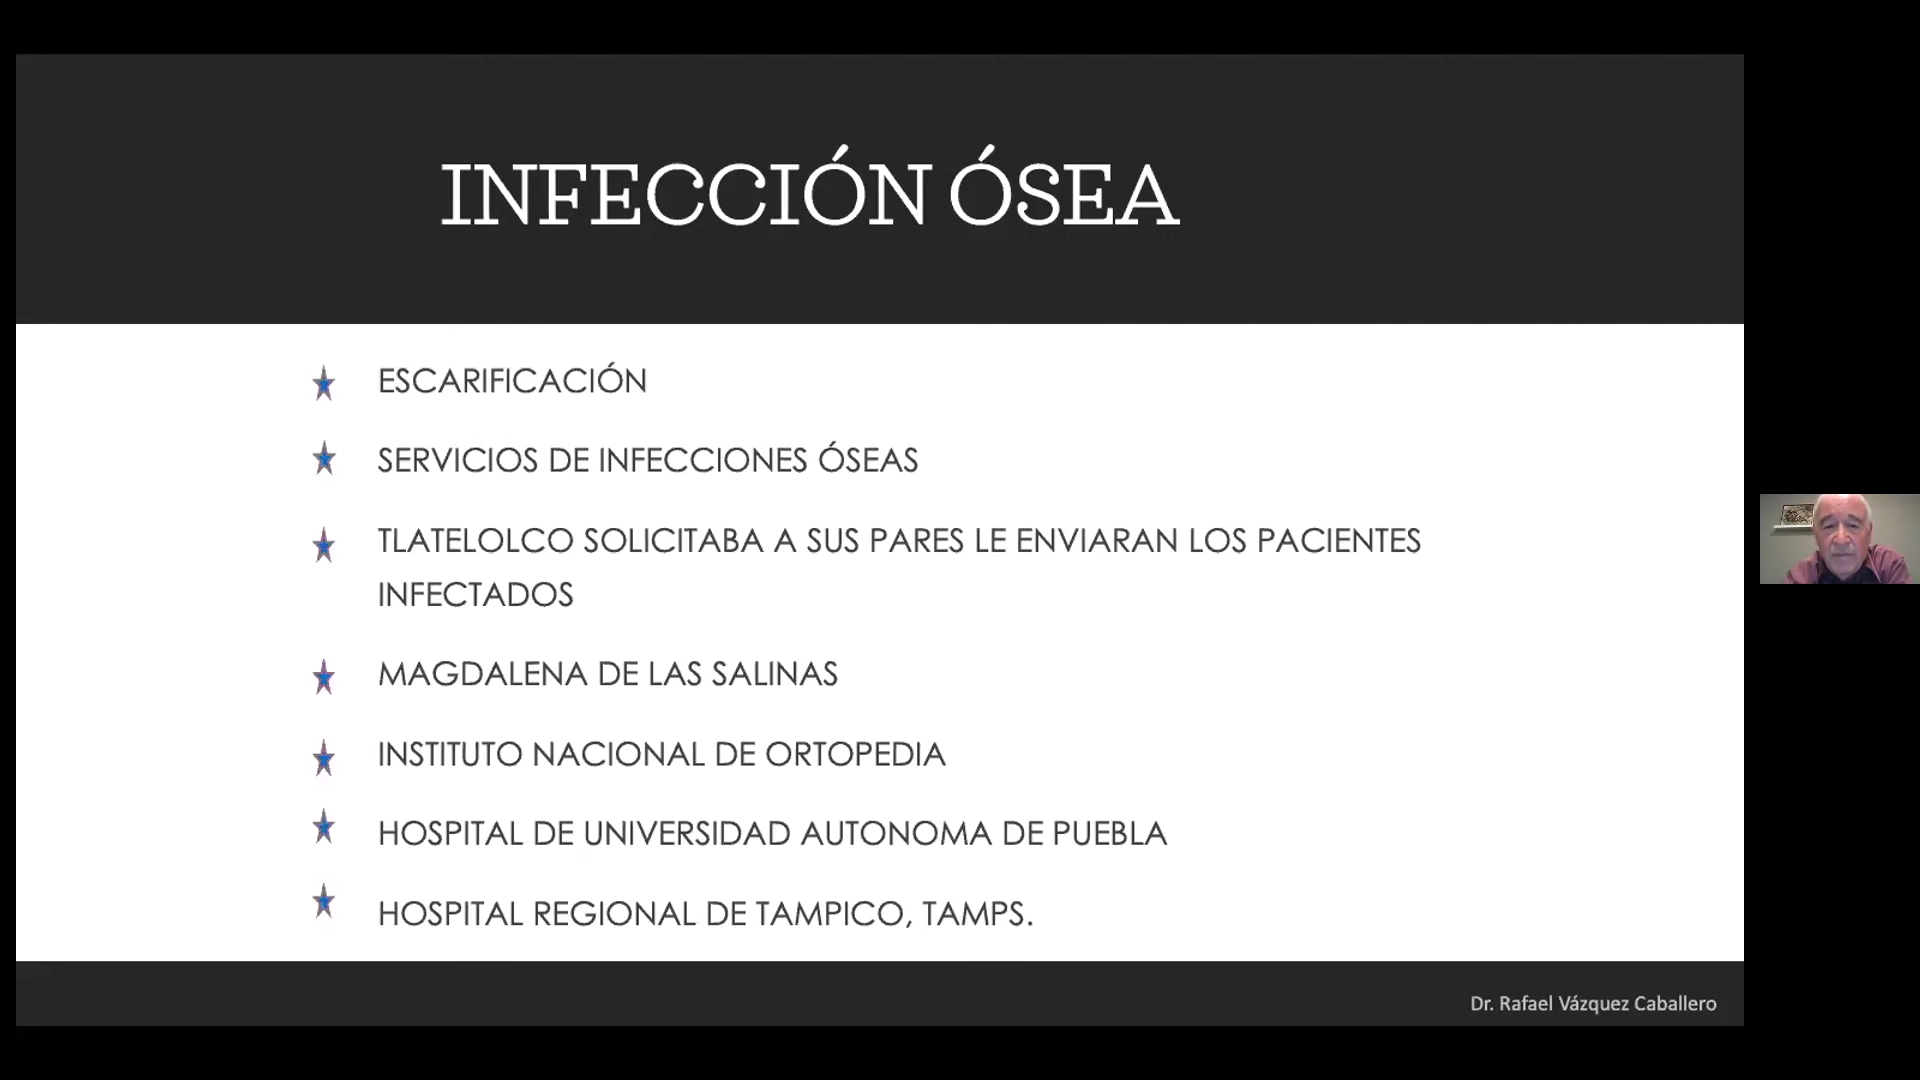 INFECCIÓN ÓSEA
ESCARIFICACIÓN
SERVICIOS DE INFECCIONES ÓSEAS
TLATELOLCO SOLICITABA A SUS PARES LE ENVIARAN LOS PACIENTES
INFECTADOS
MAGDALENA DE LAS SALINAS
INSTITUTO NACIONAL DE ORTOPEDIA
HOSPITAL DE UNIVERSIDAD AUTONOMA DE PUEBLA
HOSPITAL REGIONAL DE TAMPICO, TAMPS.
Dr. Rafael Vázquez Caballero